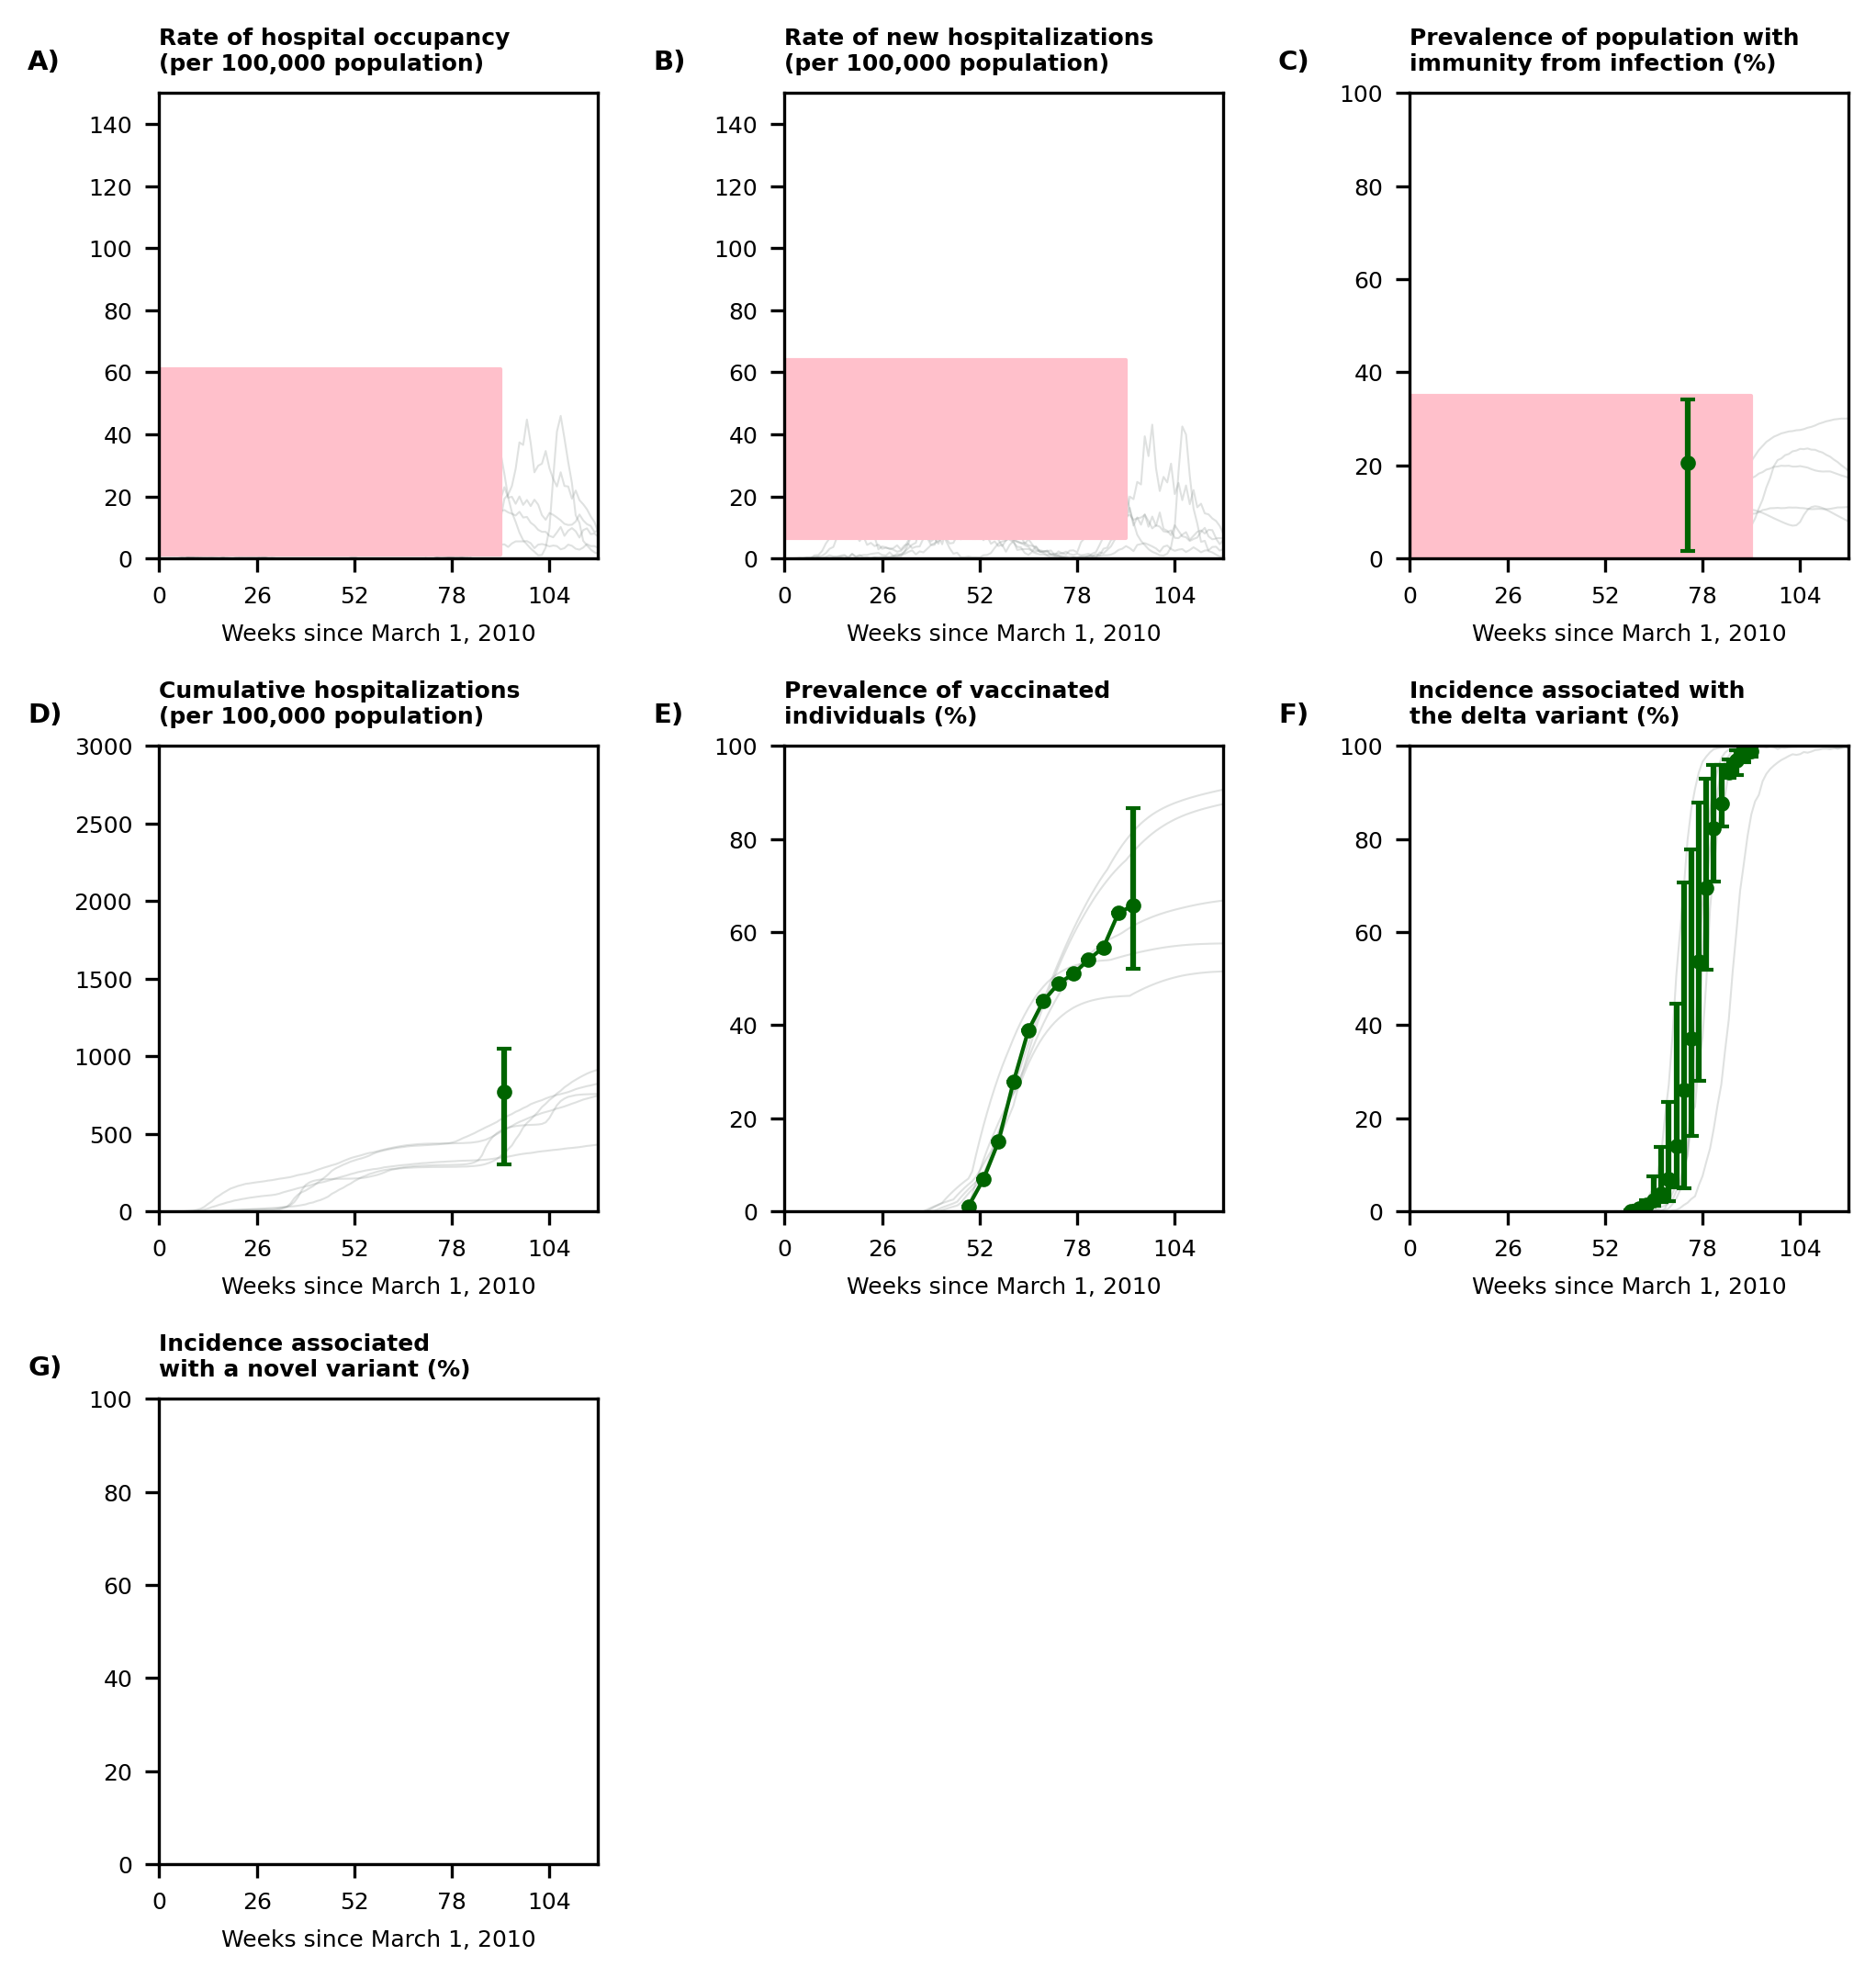 A)
Rate of hospital occupancy
(per 100,000 population)
140
120
100
80
60
40
20
0
0 26 52 78 104
Weeks since March 1, 2010
B)
Rate of new hospitalizations
(per 100,000 population)
140
120
100
80
60
40
20
0
0 26 52 78 104
Weeks since March 1, 2010
C)
Prevalence of population with
immunity from infection (%)
100
80
60
40
20
0
0 26 52 78 104
Weeks since March 1, 2010
D)
Cumulative hospitalizations
(per 100,000 population)
3000
2500
2000
1500
1000
500
0
0 26 52 78 104
Weeks since March 1, 2010
E)
Prevalence of vaccinated
individuals (%)
100
80
60
40
20
0
0 26 52 78 104
Weeks since March 1, 2010
F)
Incidence associated with
the delta variant (%)
100
80
60
40
20
0
0 26 52 78 104
Weeks since March 1, 2010
G)
Incidence associated
with a novel variant (%)
100
80
60
40
20
0
0 26 52 78 104
Weeks since March 1, 2010